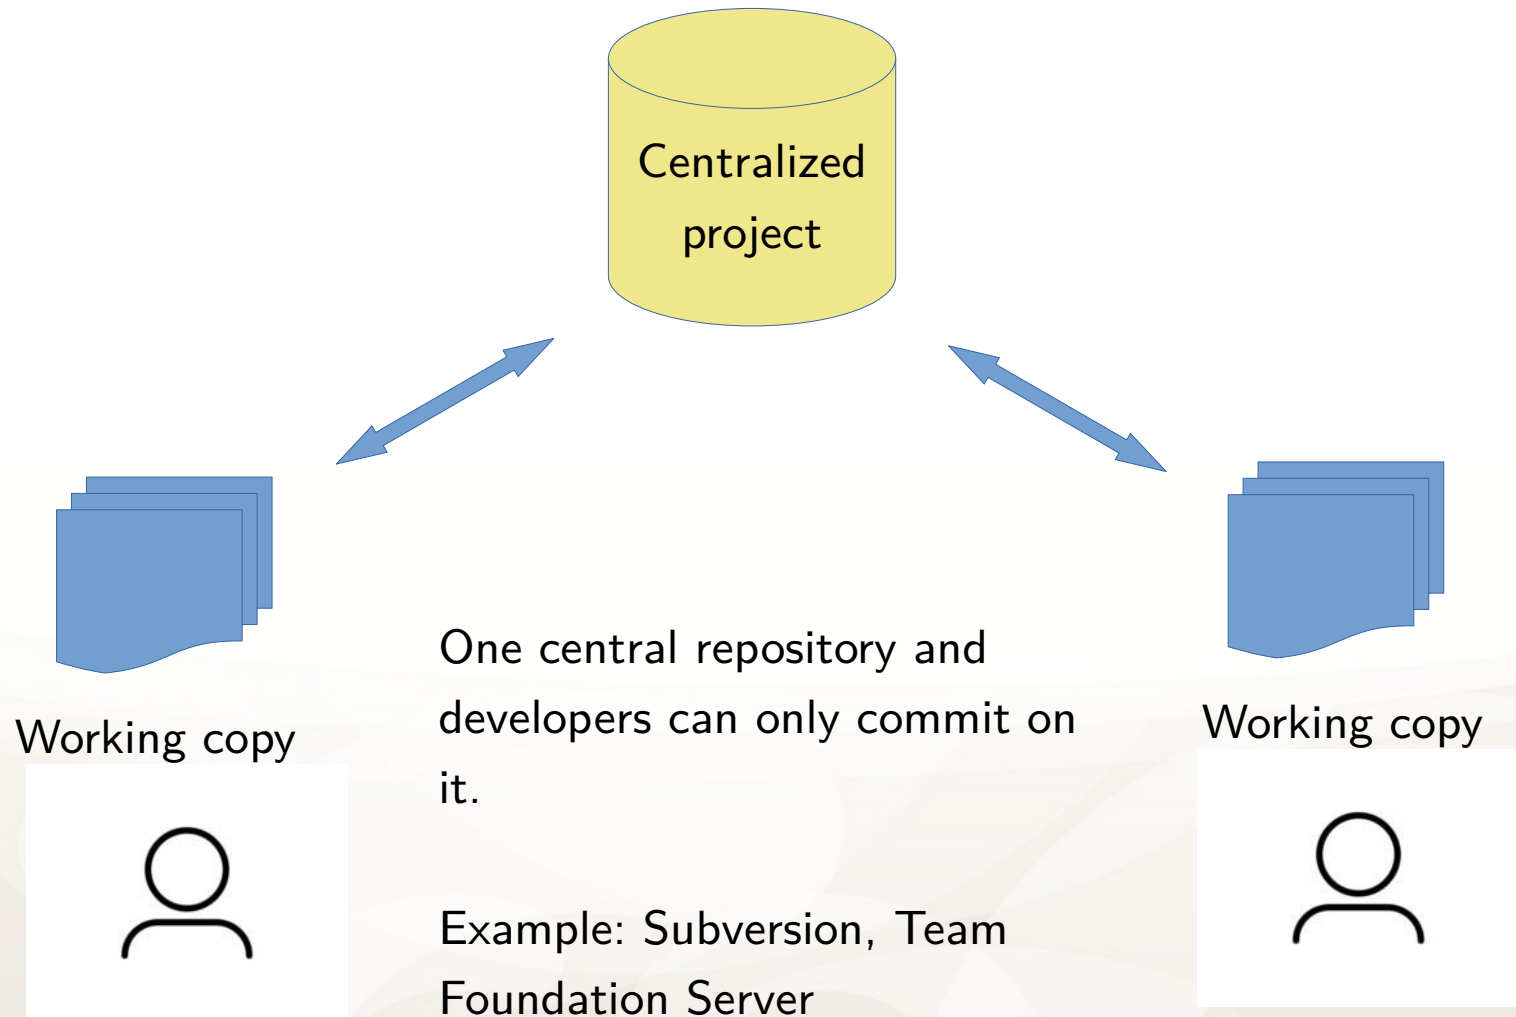 Centralized
project
One central repository and
developers can only commit on
it.
Working copy
Working copy
Example: Subversion, Team
Foundation Server